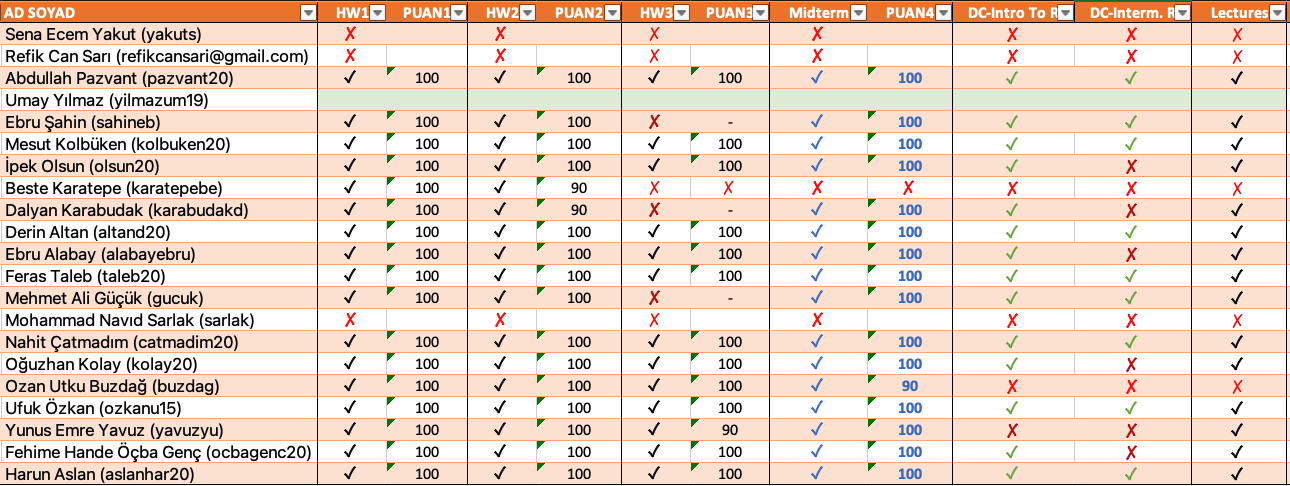 AD SOYAD HW1 PUAN1 HW2 PUAN2 HW3 PUAN3 Midterm PUAN4 DC-Intro To R DC-Interm. R Lectures
Sena Ecem Yakut (yakuts) ✗ ✗ ✗ ✗ ✗ ✗ ✗
Refik Can Sarı (refikcansari@gmail.com) ✗ ✗ ✗ ✗ ✗ ✗ ✗
Abdullah Pazvant (pazvant20) ✓ 100 ✓ 100 ✓ 100 ✓ 100 ✓ ✓ ✓
Umay Yılmaz (yilmazum19)
Ebru Şahin (sahineb) ✓ 100 ✓ 100 ✗ - ✓ 100 ✓ ✓ ✓
Mesut Kolbüken (kolbuken20) ✓ 100 ✓ 100 ✓ 100 ✓ 100 ✓ ✓ ✓
İpek Olsun (olsun20) ✓ 100 ✓ 100 ✓ 100 ✓ 100 ✓ ✗ ✓
Beste Karatepe (karatepebe) ✓ 100 ✓ 90 ✗ ✗ ✗ ✗ ✗ ✗ ✗
Dalyan Karabudak (karabudakd) ✓ 100 ✓ 90 ✗ - ✓ 100 ✓ ✗ ✓
Derin Altan (altand20) ✓ 100 ✓ 100 ✓ 100 ✓ 100 ✓ ✓ ✓
Ebru Alabay (alabayebru) ✓ 100 ✓ 100 ✓ 100 ✓ 100 ✓ ✗ ✓
Feras Taleb (taleb20) ✓ 100 ✓ 100 ✓ 100 ✓ 100 ✓ ✓ ✓
Mehmet Ali Güçük (gucuk) ✓ 100 ✓ 100 ✗ - ✓ 100 ✓ ✓ ✓
Mohammad Navıd Sarlak (sarlak) ✗ ✗ ✗ ✗ ✗ ✗ ✗
Nahit Çatmadım (catmadim20) ✓ 100 ✓ 100 ✓ 100 ✓ 100 ✓ ✓ ✓
Oğuzhan Kolay (kolay20) ✓ 100 ✓ 100 ✓ 100 ✓ 100 ✓ ✗ ✓
Ozan Utku Buzdağ (buzdag) ✓ 100 ✓ 100 ✓ 100 ✓ 90 ✗ ✗ ✗
Ufuk Özkan (ozkanu15) ✓ 100 ✓ 100 ✓ 100 ✓ 100 ✓ ✓ ✓
Yunus Emre Yavuz (yavuzyu) ✓ 100 ✓ 100 ✓ 90 ✓ 100 ✗ ✗ ✓
Fehime Hande Öçba Genç (ocbagenc20) ✓ 100 ✓ 100 ✓ 100 ✓ 100 ✓ ✗ ✓
Harun Aslan (aslanhar20) ✓ 100 ✓ 100 ✓ 100 ✓ 100 ✓ ✓ ✓